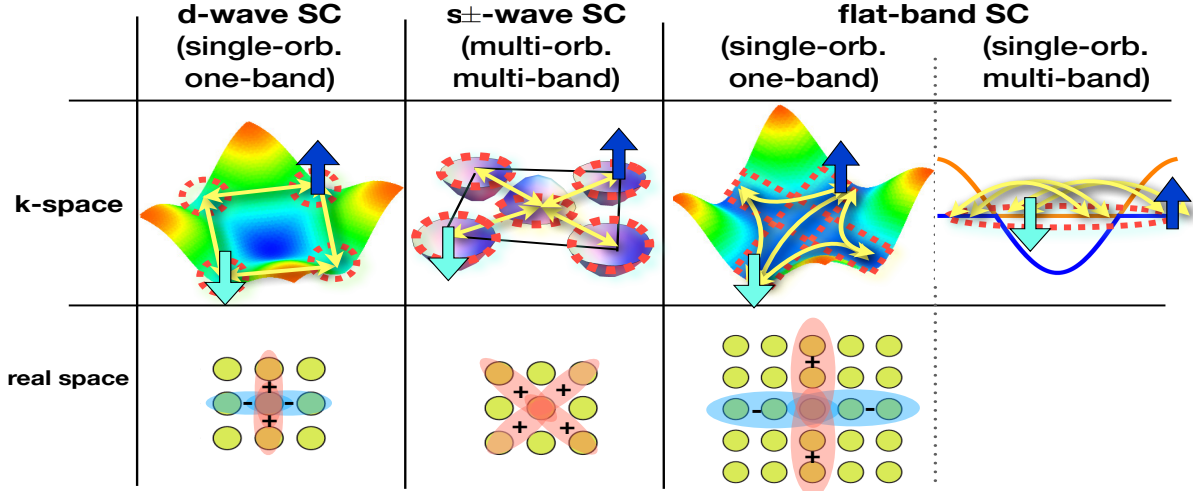 d-wave SC
(single-orb.
one-band)
s±-wave SC
(multi-orb.
multi-band)
flat-band SC
(single-orb.
one-band)
(single-orb.
multi-band)
k-space
real space
+
- -
+
+ +
+ +
+
- -
+